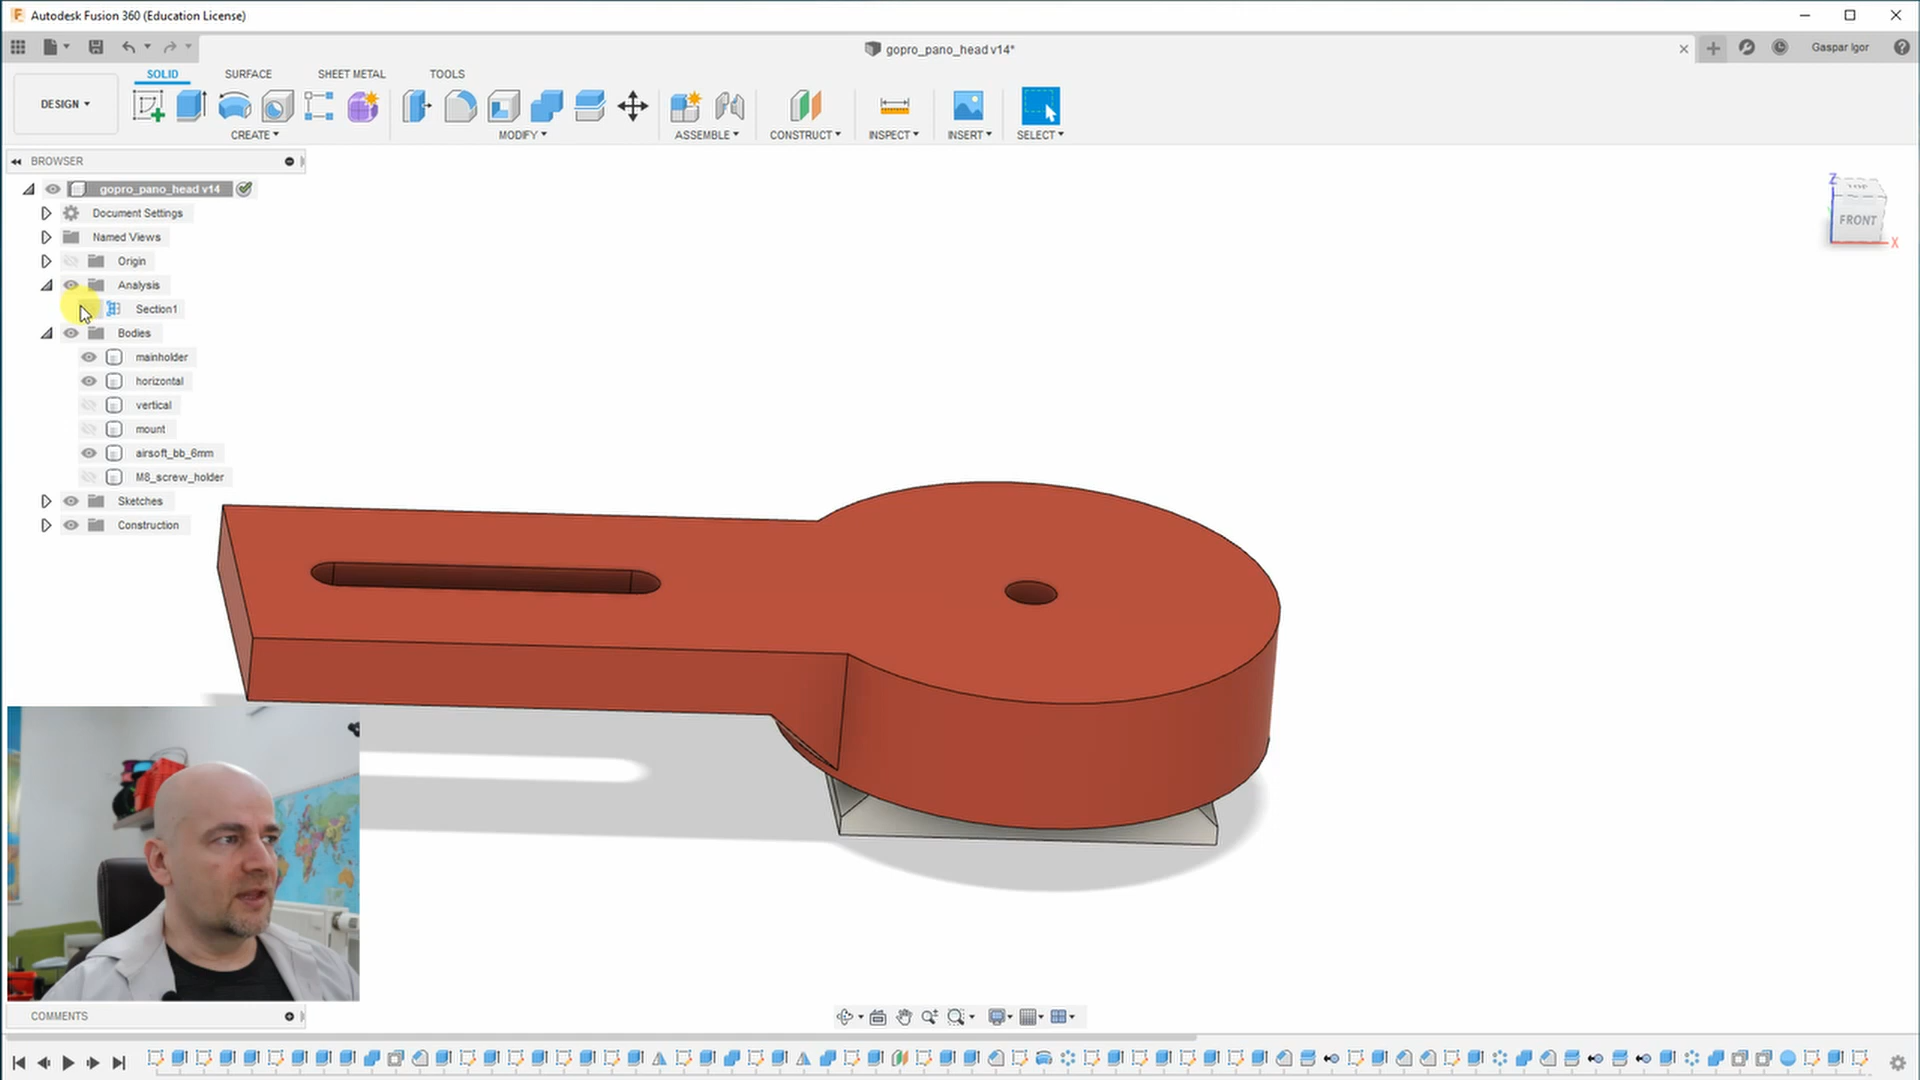 Autodesk Fusion 360 (Education License)
gopro_pano_head v14*
Gaspar Igor
SOLID
SURFACE
SHEET METAL
TOOLS
DESIGN
CREATE
MODIFY
ASSEMBLE
CONSTRUCT
INSPECT
INSERT
SELECT
BROWSER
gopro_pano_head v14
Document Settings
Named Views
Origin
Analysis
Section1
Bodies
mainholder
horizontal
vertical
mount
airsoft_bb_6mm
M8_screw_holder
Sketches
Construction
Z
TOP
FRONT
X
COMMENTS